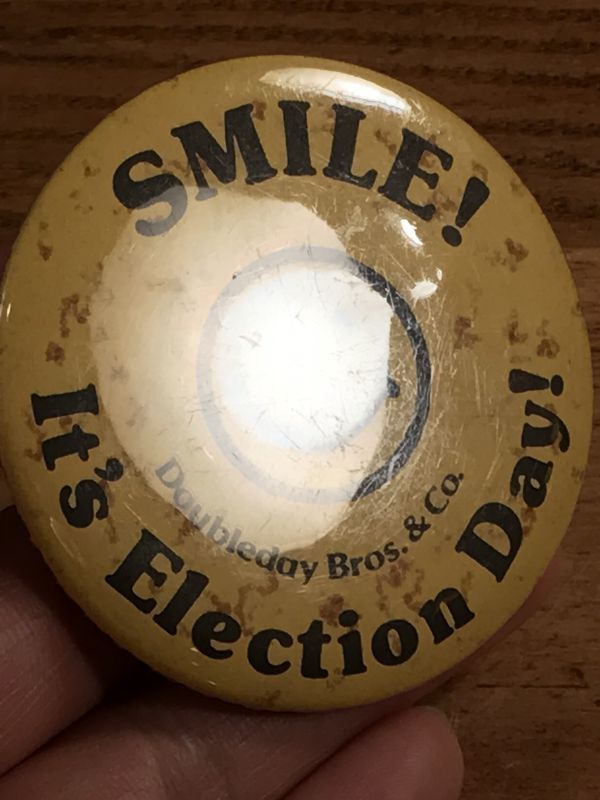 SMILE!
Doubleday Bros. & Co.
It's Election Day!